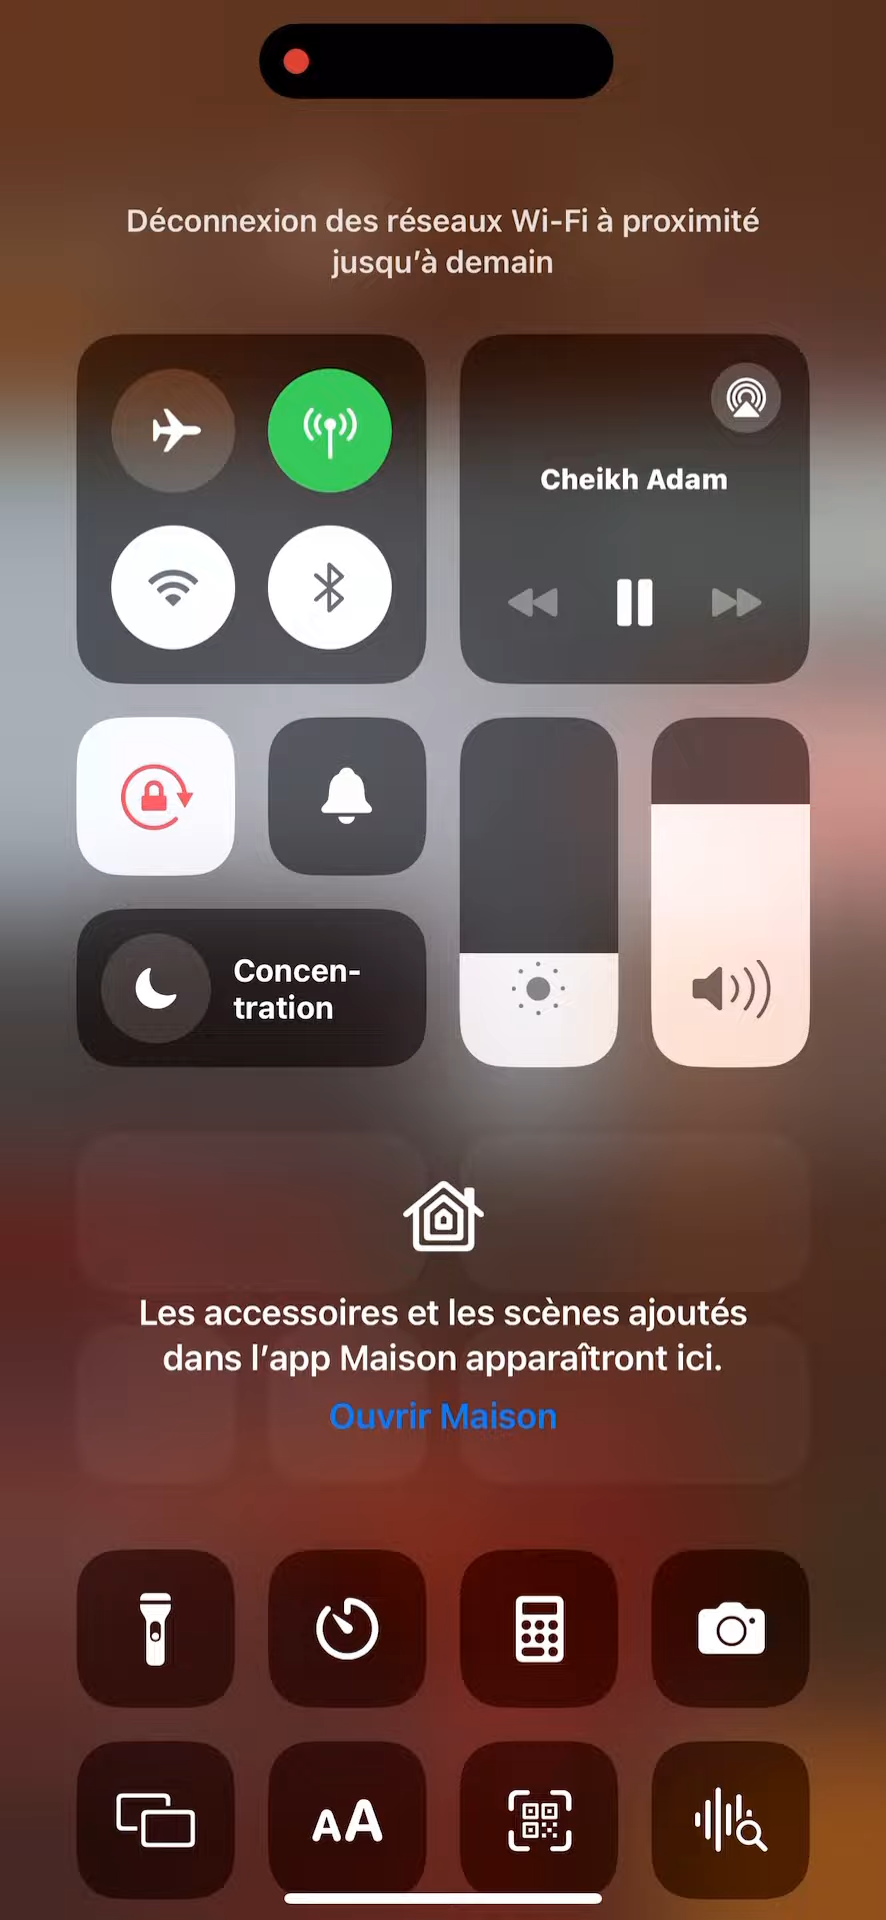 Déconnexion des réseaux Wi-Fi à proximité
jusqu’à demain
Cheikh Adam
Concen-
tration
Les accessoires et les scènes ajoutés
dans l’app Maison apparaîtront ici.
Ouvrir Maison
AA